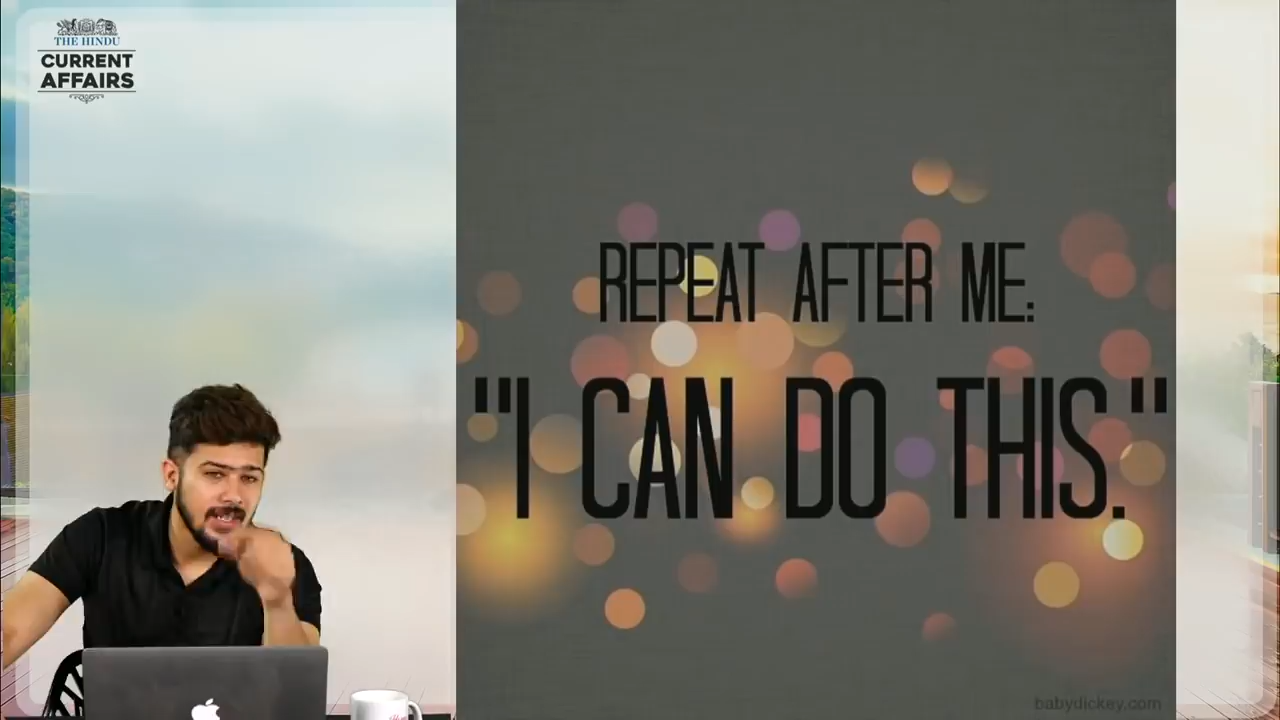 THE HINDU
CURRENT
AFFAIRS
REPEAT AFTER ME:
"I CAN DO THIS."
babydickey.com